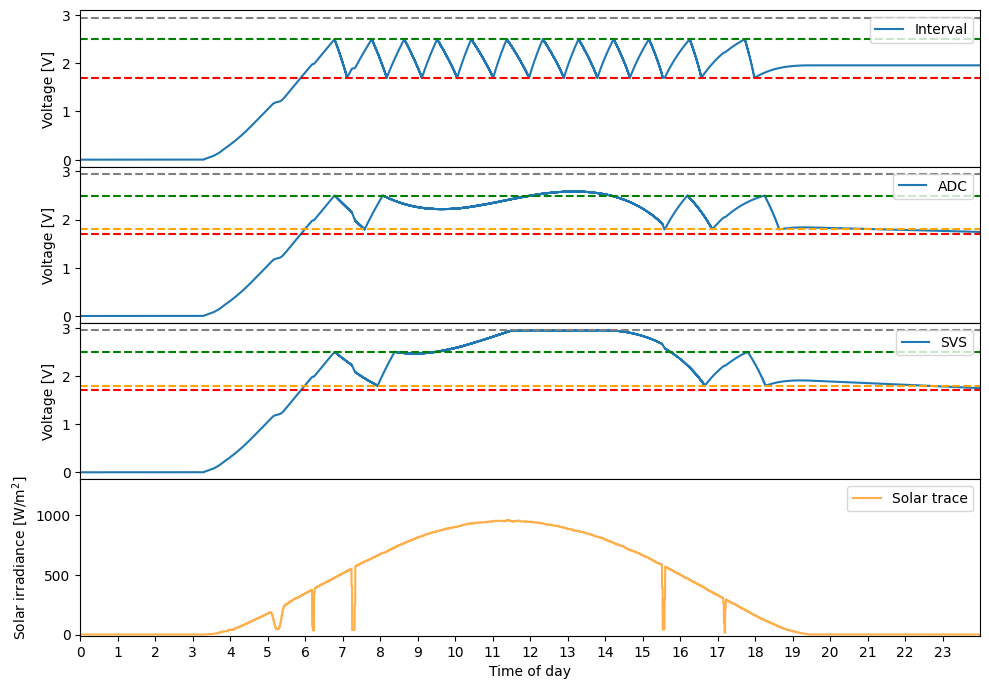 3
2
1
0
Voltage [V]
Interval
3
2
1
0
Voltage [V]
ADC
3
2
1
0
Voltage [V]
SVS
1000
500
0
Solar irradiance [W/m²]
Solar trace
0 1 2 3 4 5 6 7 8 9 10 11 12 13 14 15 16 17 18 19 20 21 22 23
Time of day